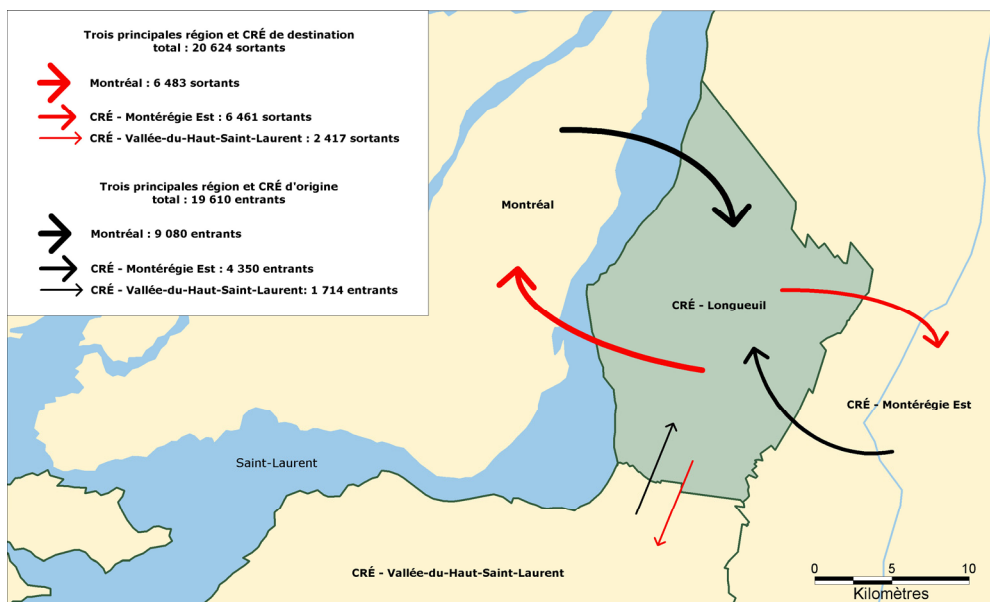 Trois principales région et CRÉ de destination
total : 20 624 sortants
Montréal : 6 483 sortants
CRÉ - Montérégie Est : 6 461 sortants
CRÉ - Vallée-du-Haut-Saint-Laurent : 2 417 sortants
Trois principales région et CRÉ d'origine
total : 19 610 entrants
Montréal : 9 080 entrants
CRÉ - Montérégie Est : 4 350 entrants
CRÉ - Vallée-du-Haut-Saint-Laurent: 1 714 entrants
Montréal
CRÉ - Longueuil
CRÉ - Montérégie Est
Saint-Laurent
CRÉ - Vallée-du-Haut-Saint-Laurent
0 5 10
Kilomètres